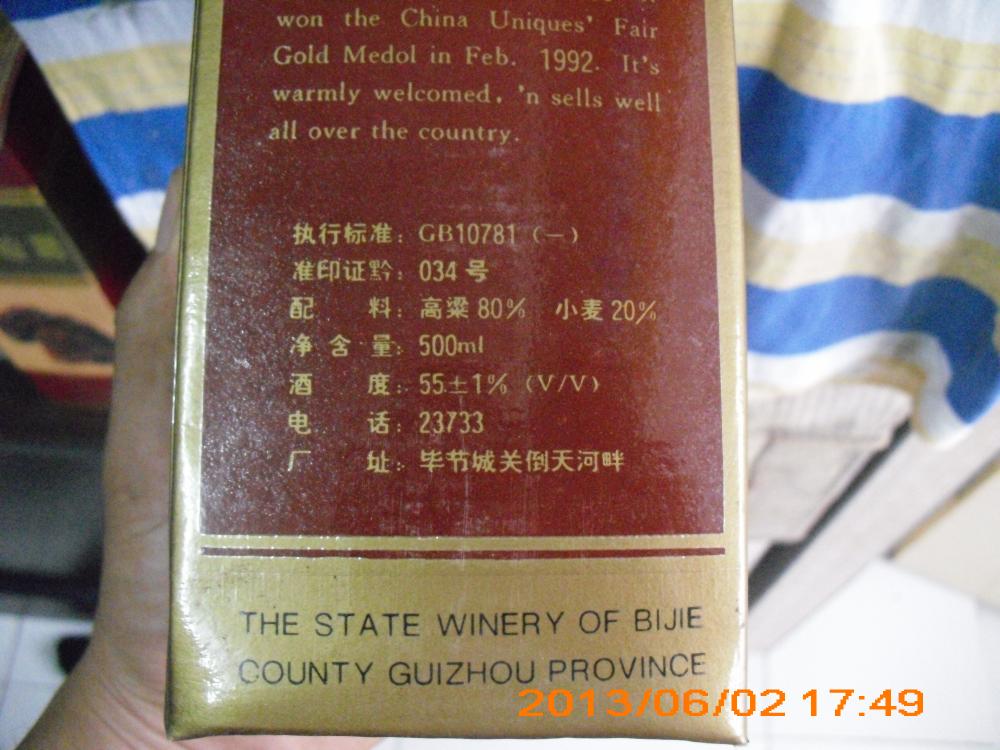 won the China Uniques' Fair
Gold Medol in Feb. 1992. It's
warmly welcomed, 'n sells well
all over the country.
执行标准：GB10781（一）
准印证黔：034号
配 料：高粱80% 小麦20%
净含量：500ml
酒 度：55±1%（V/V）
电 话：23733
厂 址：毕节城关倒天河畔
THE STATE WINERY OF BIJIE
COUNTY GUIZHOU PROVINCE
2013/06/02 17:49